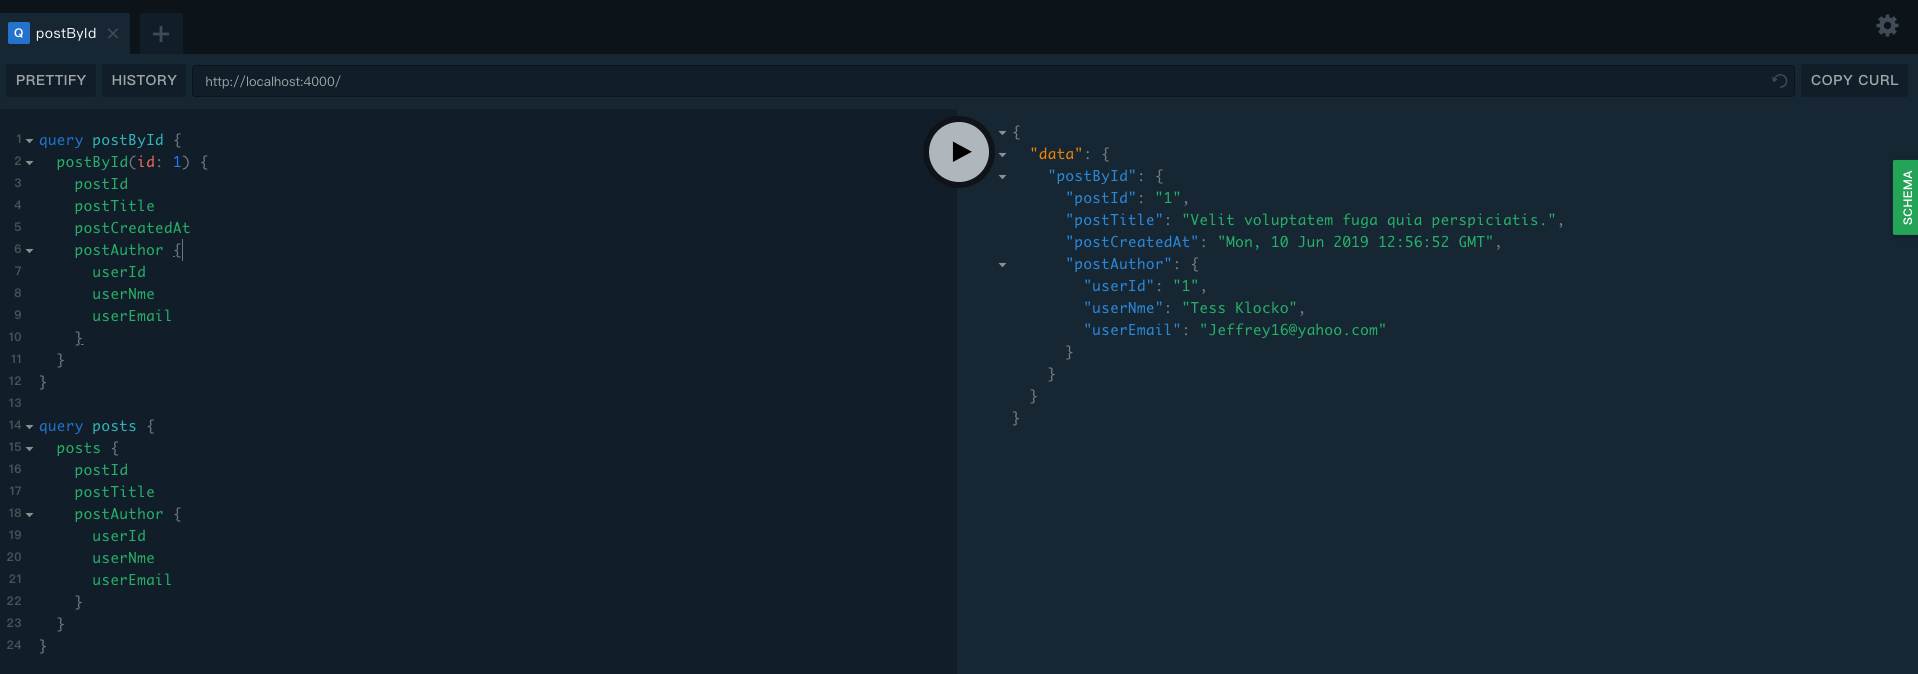 Q postById
PRETTIFY HISTORY http://localhost:4000/ COPY CURL
1 query postById {
2 postById(id: 1) {
3 postId
4 postTitle
5 postCreatedAt
6 postAuthor {
7 userId
8 userNme
9 userEmail
10 }
11 }
12 }
13
14 query posts {
15 posts {
16 postId
17 postTitle
18 postAuthor {
19 userId
20 userNme
21 userEmail
22 }
23 }
24 }
{
"data": {
"postById": {
"postId": "1",
"postTitle": "Velit voluptatem fuga quia perspiciatis.",
"postCreatedAt": "Mon, 10 Jun 2019 12:56:52 GMT",
"postAuthor": {
"userId": "1",
"userNme": "Tess Klocko",
"userEmail": "Jeffrey16@yahoo.com"
}
}
}
}
SCHEMA